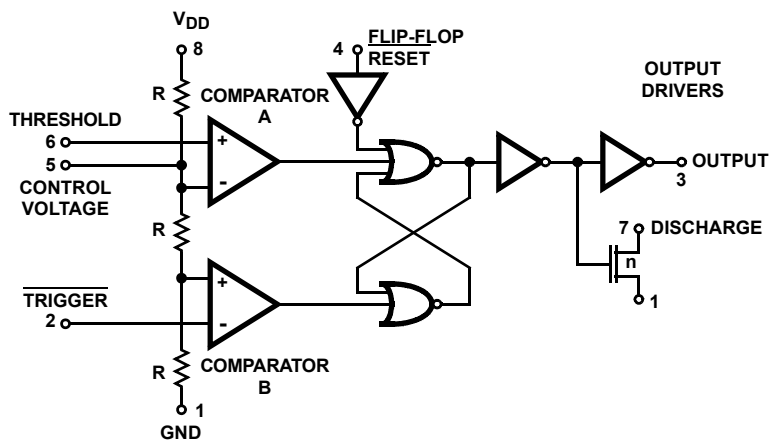 VDD
8
4
FLIP-FLOP
RESET
OUTPUT
DRIVERS
R
COMPARATOR
A
THRESHOLD
6
5
CONTROL
VOLTAGE
+
-
OUTPUT
3
R
7
DISCHARGE
n
1
TRIGGER
2
+
-
R
COMPARATOR
B
1
GND